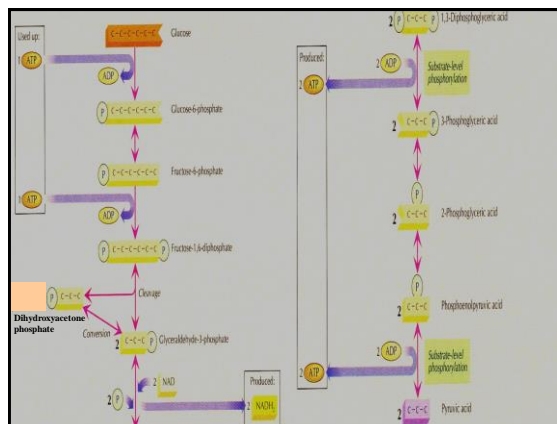 Used up:
C-C-C-C-C-C
Glucose
1 ATP
ADP
P C-C-C-C-C-C
Glucose-6-phosphate
P C-C-C-C-C-C
Fructose-6-phosphate
1 ATP
ADP
P C-C-C-C-C-C P
Fructose-1,6-diphosphate
Cleavage
P C-C-C
Dihydroxyacetone
phosphate
Conversion
2 C-C-C P
Glyceraldehyde-3-phosphate
2 NAD
2 P
Produced:
2 NADH
2 P C-C-C P
1,3-Diphosphoglyceric acid
Produced:
2 ADP
Substrate-level
phosphorylation
2 ATP
2 C-C-C P
3-Phosphoglyceric acid
P
2 C-C-C
2-Phosphoglyceric acid
P
2 C-C-C
Phosphoenolpyruvic acid
2 ADP
Substrate-level
phosphorylation
2 ATP
2 C-C-C
Pyruvic acid